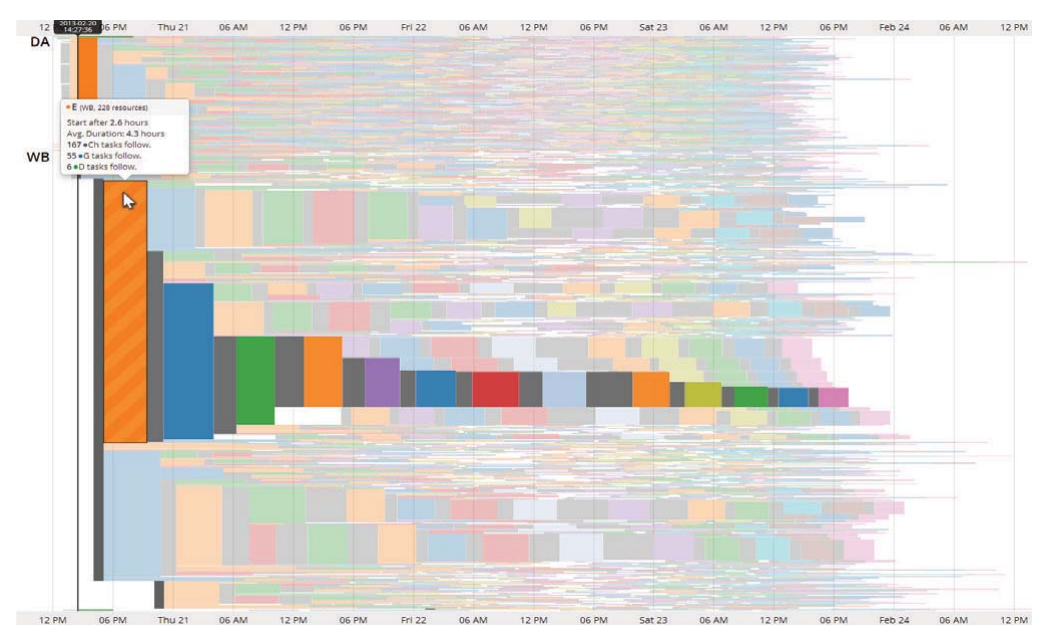 2013-02-20
14:27:36
12 06 PM Thu 21 06 AM 12 PM 06 PM Fri 22 06 AM 12 PM 06 PM Sat 23 06 AM 12 PM 06 PM Feb 24 06 AM 12 PM
DA
E (WB, 228 resources)
Start after 2.6 hours
Avg. Duration: 4.3 hours
167 Ch tasks follow.
WB
55 G tasks follow.
6 D tasks follow.
12 PM 06 PM Thu 21 06 AM 12 PM 06 PM Fri 22 06 AM 12 PM 06 PM Sat 23 06 AM 12 PM 06 PM Feb 24 06 AM 12 PM